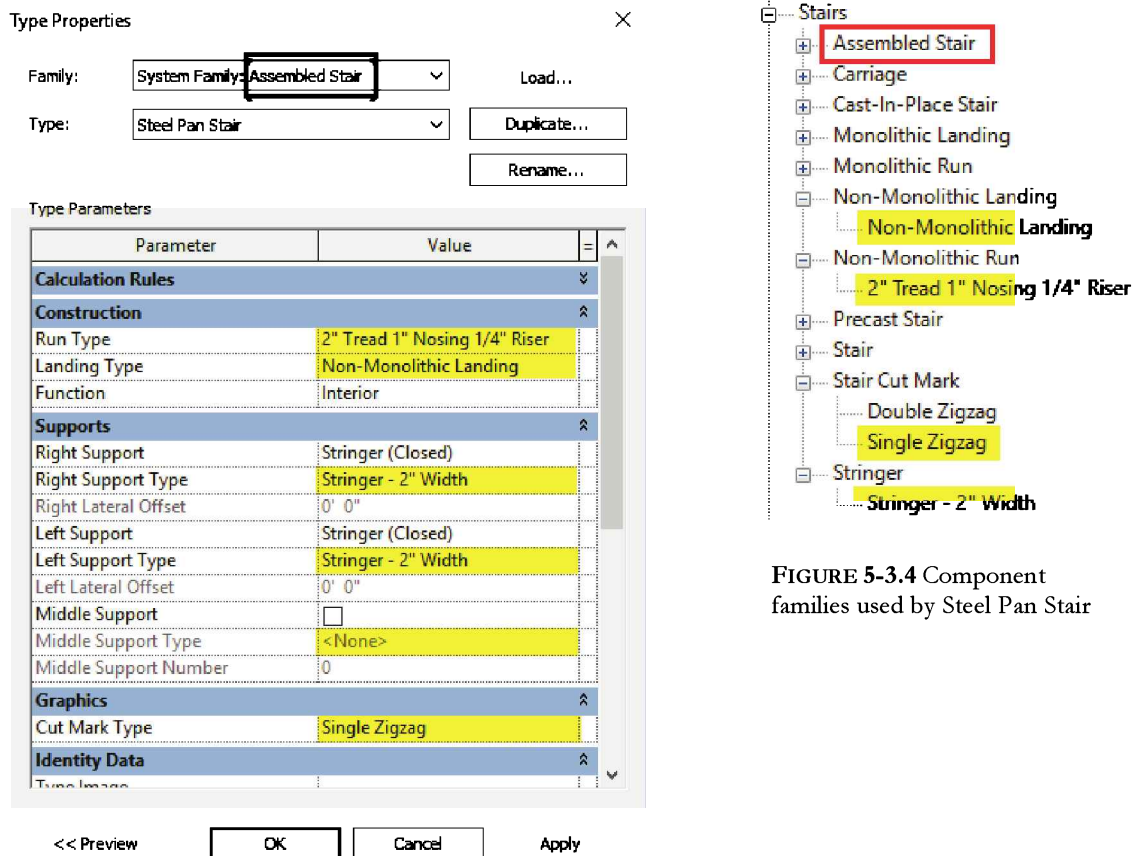 Type Properties
Family: System Family: Assembled Stair Load...
Type: Steel Pan Stair Duplicate...
Rename...
Type Parameters
Parameter Value =
Calculation Rules
Construction
Run Type 2" Tread 1" Nosing 1/4" Riser
Landing Type Non-Monolithic Landing
Function Interior
Supports
Right Support Stringer (Closed)
Right Support Type Stringer - 2" Width
Right Lateral Offset 0' 0"
Left Support Stringer (Closed)
Left Support Type Stringer - 2" Width
Left Lateral Offset 0' 0"
Middle Support
Middle Support Type <None>
Middle Support Number 0
Graphics
Cut Mark Type Single Zigzag
Identity Data
Type Image
<< Preview OK Cancel Apply
Stairs
Assembled Stair
Carriage
Cast-In-Place Stair
Monolithic Landing
Monolithic Run
Non-Monolithic Landing
Non-Monolithic Landing
Non-Monolithic Run
2" Tread 1" Nosing 1/4" Riser
Precast Stair
Stair
Stair Cut Mark
Double Zigzag
Single Zigzag
Stringer
Stringer - 2" Width
FIGURE 5-3.4 Component
families used by Steel Pan Stair